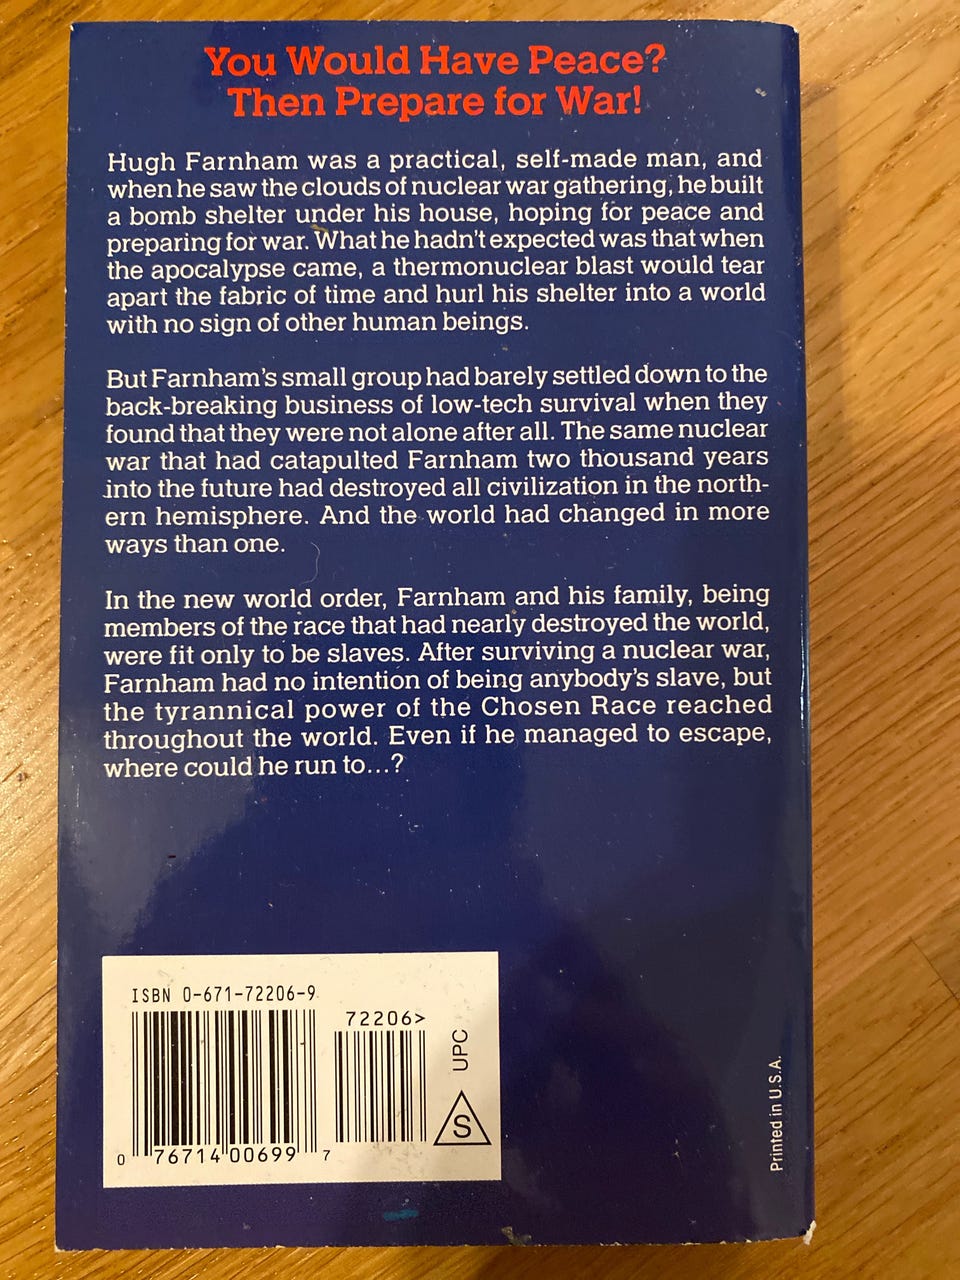 You Would Have Peace?
Then Prepare for War!
Hugh Farnham was a practical, self-made man, and
when he saw the clouds of nuclear war gathering, he built
a bomb shelter under his house, hoping for peace and
preparing for war. What he hadn't expected was that when
the apocalypse came, a thermonuclear blast would tear
apart the fabric of time and hurl his shelter into a world
with no sign of other human beings.
But Farnham's small group had barely settled down to the
back-breaking business of low-tech survival when they
found that they were not alone after all. The same nuclear
war that had catapulted Farnham two thousand years
into the future had destroyed all civilization in the north-
ern hemisphere. And the world had changed in more
ways than one.
In the new world order, Farnham and his family, being
members of the race that had nearly destroyed the world,
were fit only to be slaves. After surviving a nuclear war,
Farnham had no intention of being anybody's slave, but
the tyrannical power of the Chosen Race reached
throughout the world. Even if he managed to escape,
where could he run to...?
ISBN 0-671-72206-9
72206>
UPC
S
0 76714 00699 7
Printed in U.S.A.